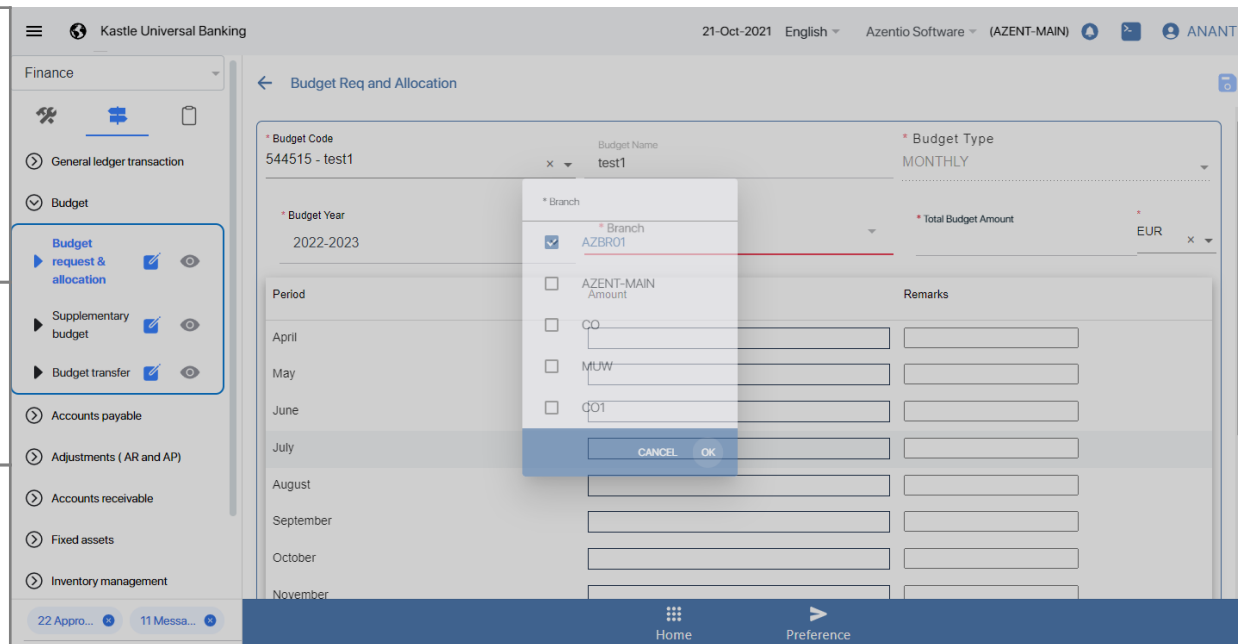 Kastle Universal Banking
21-Oct-2021 English Azentio Software (AZENT-MAIN) ANANT
Finance
Budget Req and Allocation
General ledger transaction
Budget
Budget request & allocation
Supplementary budget
Budget transfer
Accounts payable
Adjustments ( AR and AP)
Accounts receivable
Fixed assets
Inventory management
22 Appro...
11 Messa...
* Budget Code
544515 - test1
Budget Name
test1
* Budget Type
MONTHLY
* Budget Year
2022-2023
* Branch
* Total Budget Amount
*
EUR
* Branch
AZBR01
AZENT-MAIN
CO
MUW
CO1
CANCEL OK
Period Amount Remarks
April
May
June
July
August
September
October
November
Home
Preference